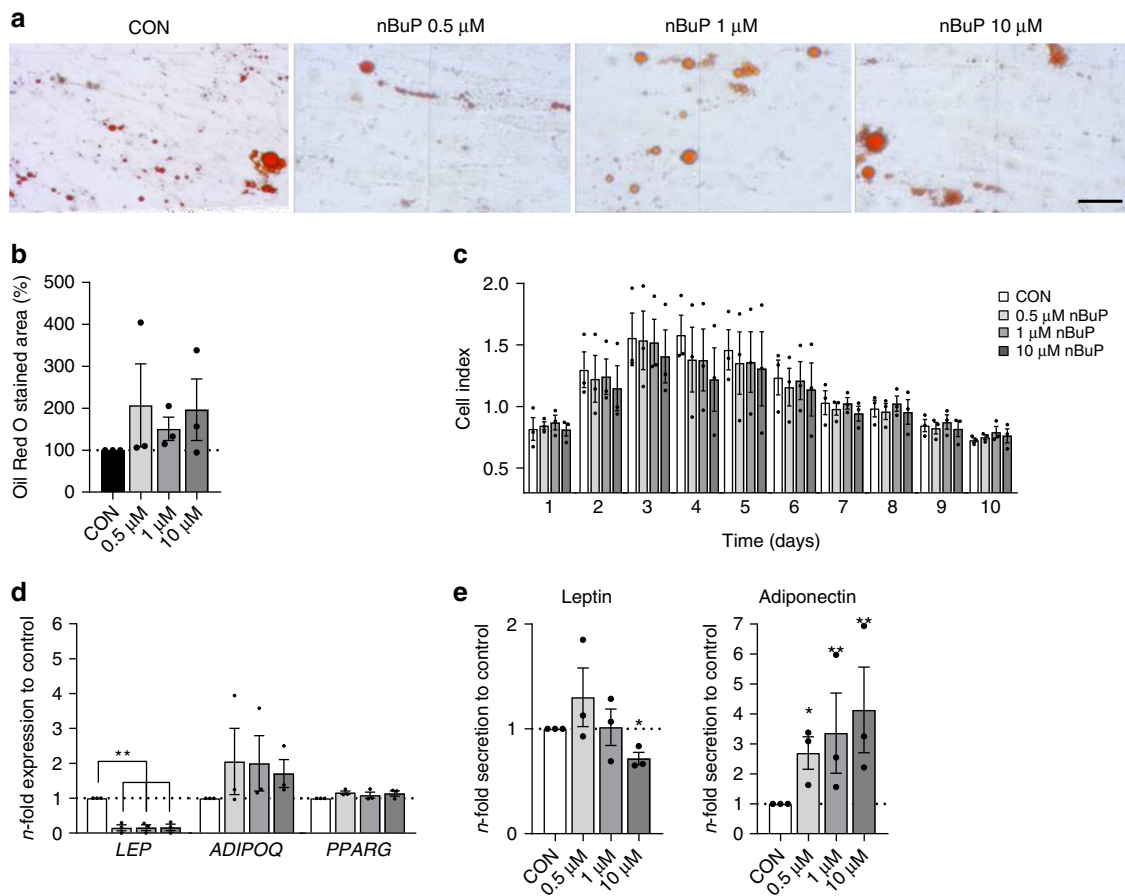 a
CON
nBuP 0.5 µM
nBuP 1 µM
nBuP 10 µM
b
Oil Red O stained area (%)
500
400
300
200
100
0
CON
0.5 µM
1 µM
10 µM
c
Cell index
2.0
1.5
1.0
0.5
1 2 3 4 5 6 7 8 9 10
Time (days)
CON
0.5 µM nBuP
1 µM nBuP
10 µM nBuP
d
n-fold expression to control
6
5
4
3
2
1
0
**
LEP ADIPOQ PPARG
e
Leptin
n-fold secretion to control
2
1
0
*
CON
0.5 µM
1 µM
10 µM
Adiponectin
n-fold secretion to control
7
6
5
4
3
2
1
0
*
**
**
CON
0.5 µM
1 µM
10 µM